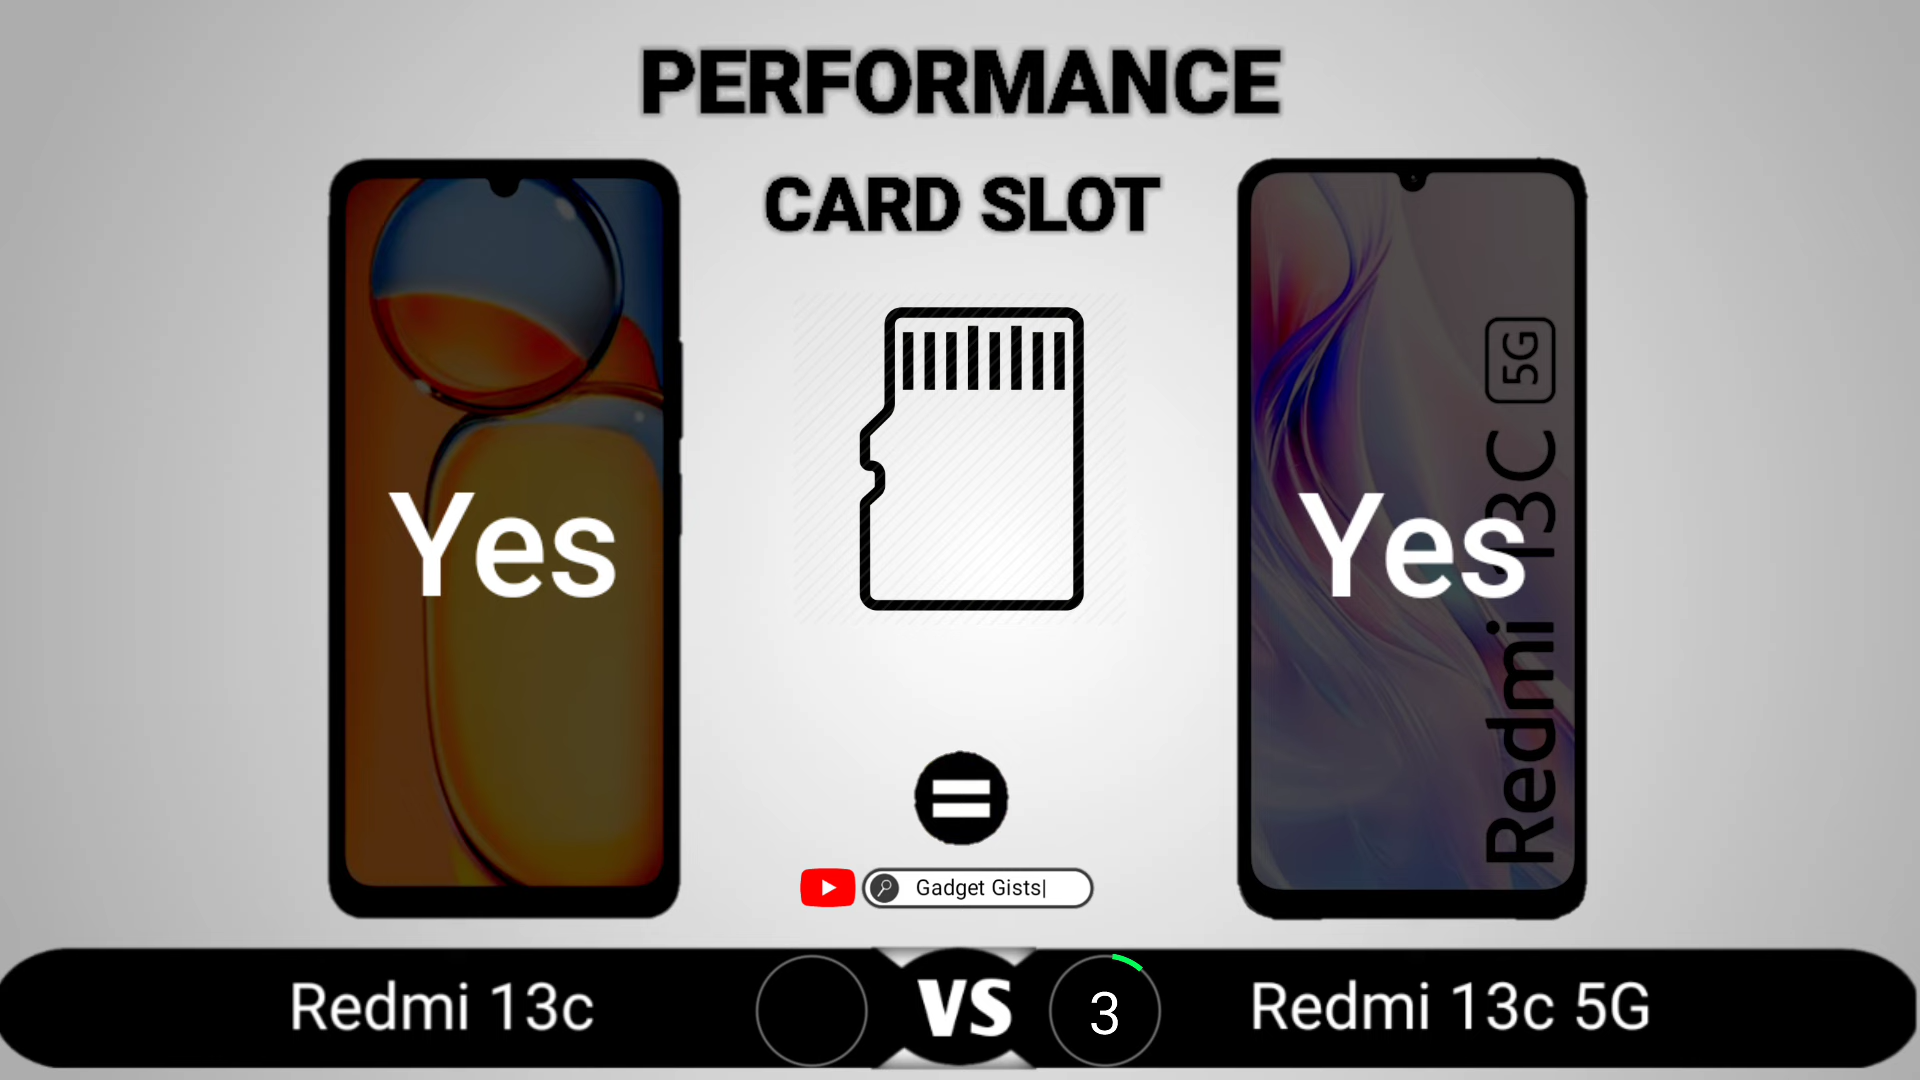 PERFORMANCE
CARD SLOT
Yes
Yes
Redmi 13C 5G
Gadget Gists|
Redmi 13c
VS
3
Redmi 13c 5G